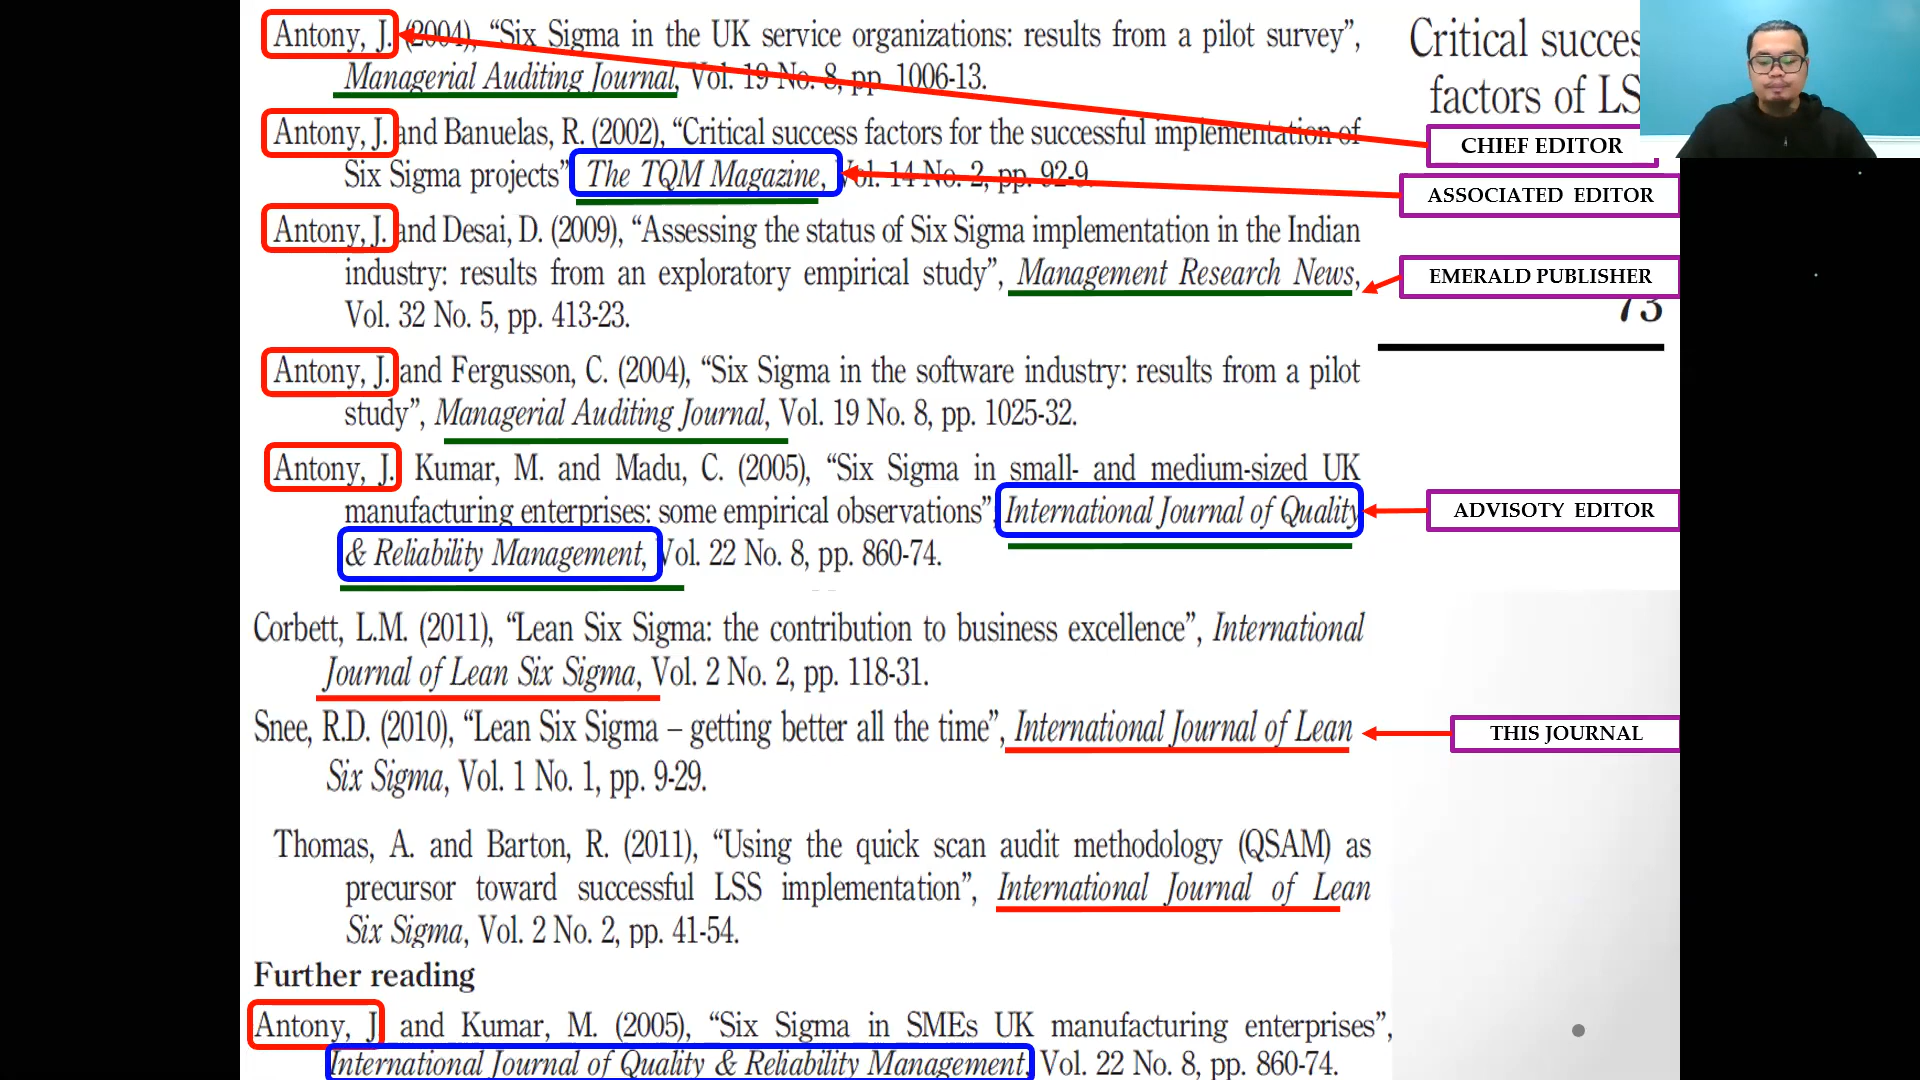 Antony, J. (2004), “Six Sigma in the UK service organizations: results from a pilot survey”,
Managerial Auditing Journal, Vol. 19 No. 8, pp. 1006-13.
Antony, J. and Banuelas, R. (2002), “Critical success factors for the successful implementation of
Six Sigma projects” The TQM Magazine, Vol. 14 No. 2, pp. 92-9.
Antony, J. and Desai, D. (2009), “Assessing the status of Six Sigma implementation in the Indian
industry: results from an exploratory empirical study”, Management Research News,
Vol. 32 No. 5, pp. 413-23.
Antony, J. and Fergusson, C. (2004), “Six Sigma in the software industry: results from a pilot
study”, Managerial Auditing Journal, Vol. 19 No. 8, pp. 1025-32.
Antony, J. Kumar, M. and Madu, C. (2005), “Six Sigma in small- and medium-sized UK
manufacturing enterprises: some empirical observations”, International Journal of Quality
& Reliability Management, Vol. 22 No. 8, pp. 860-74.
Corbett, L.M. (2011), “Lean Six Sigma: the contribution to business excellence”, International
Journal of Lean Six Sigma, Vol. 2 No. 2, pp. 118-31.
Snee, R.D. (2010), “Lean Six Sigma – getting better all the time”, International Journal of Lean
Six Sigma, Vol. 1 No. 1, pp. 9-29.
Thomas, A. and Barton, R. (2011), “Using the quick scan audit methodology (QSAM) as
precursor toward successful LSS implementation”, International Journal of Lean
Six Sigma, Vol. 2 No. 2, pp. 41-54.
Further reading
Antony, J. and Kumar, M. (2005), “Six Sigma in SMEs UK manufacturing enterprises”,
International Journal of Quality & Reliability Management, Vol. 22 No. 8, pp. 860-74.
Critical succes
factors of LS
CHIEF EDITOR
ASSOCIATED EDITOR
EMERALD PUBLISHER
73
ADVISOTY EDITOR
THIS JOURNAL